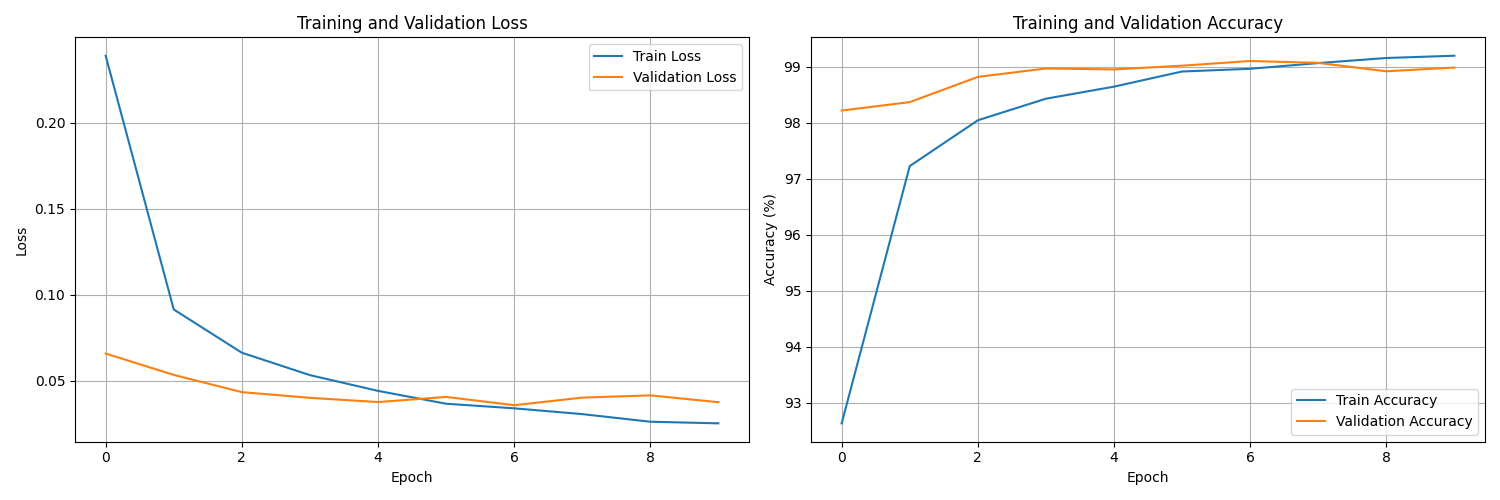 Training and Validation Loss
Train Loss
Validation Loss
0.20
0.15
0.10
0.05
Loss
0
2
4
6
8
Epoch
Training and Validation Accuracy
99
98
97
96
95
94
93
Accuracy (%)
Train Accuracy
Validation Accuracy
0
2
4
6
8
Epoch